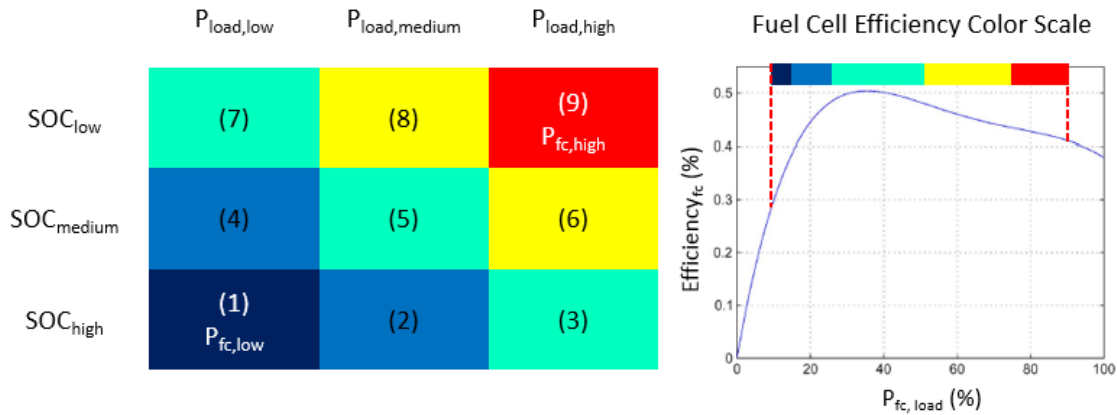 P_load,low P_load,medium P_load,high
SOC_low (7) (8) (9)
P_fc,high
SOC_medium (4) (5) (6)
SOC_high (1) (2) (3)
P_fc,low
Fuel Cell Efficiency Color Scale
0.5
0.4
0.3
0.2
0.1
0
Efficiency_fc (%)
0 20 40 60 80 100
P_fc, load (%)